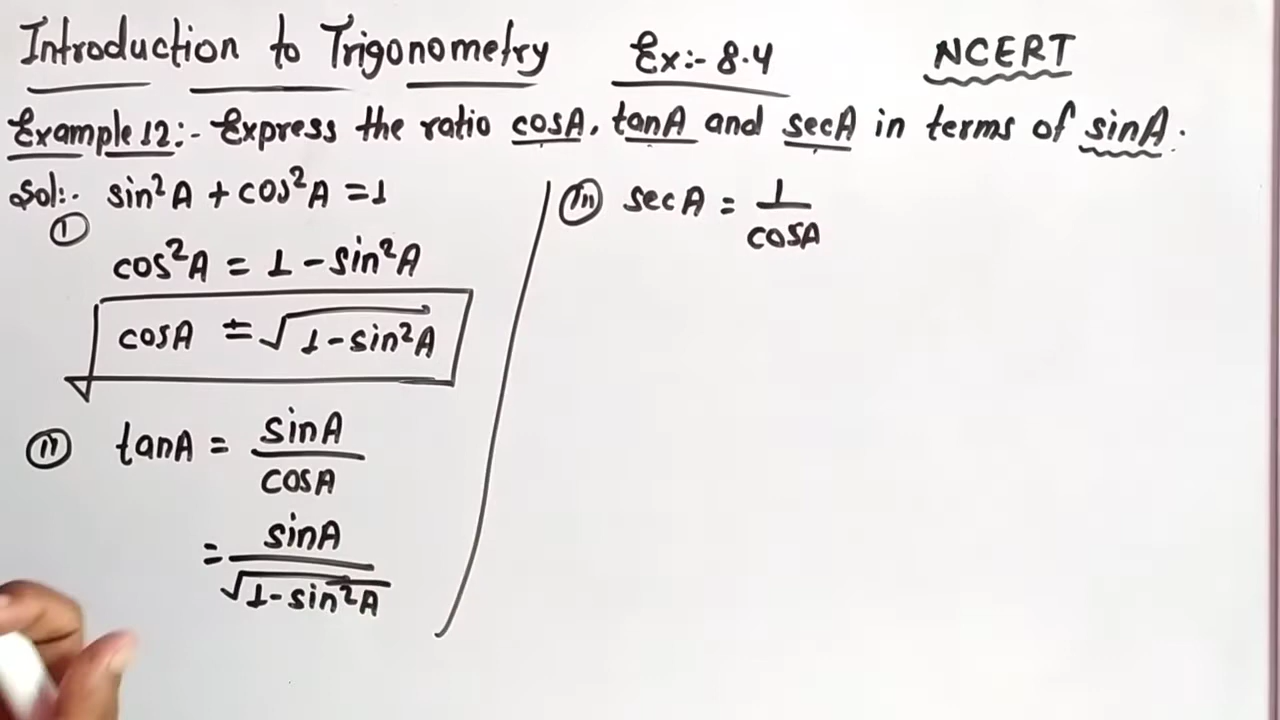 Introduction to Trigonometry Ex:- 8.4 NCERT
Example 12:- Express the ratio cosA, tanA and secA in terms of sinA.
Sol:- sin²A + cos²A = 1
(i)
cos²A = 1 - sin²A
cosA = √(1 - sin²A)
(ii) tanA = sinA/cosA
= sinA/√(1 - sin²A)
(iii) secA = 1/cosA